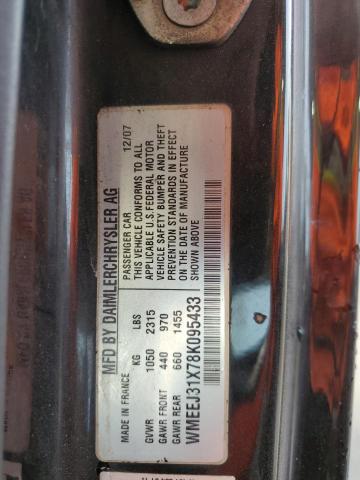 MFD BY DAIMLERCHRYSLER AG
PASSENGER CAR 12/07
THIS VEHICLE CONFORMS TO ALL
APPLICABLE U.S.FEDERAL MOTOR
VEHICLE SAFETY BUMPER AND THEFT
PREVENTION STANDARDS IN EFFECT
ON THE DATE OF MANUFACTUR
SHOWN ABOVE
MADE IN FRANCE KG LBS
GVWR 1050 2315
GAWR FRONT 440 970
GAWR REAR 660 1455
WMEEJ31X78K095433